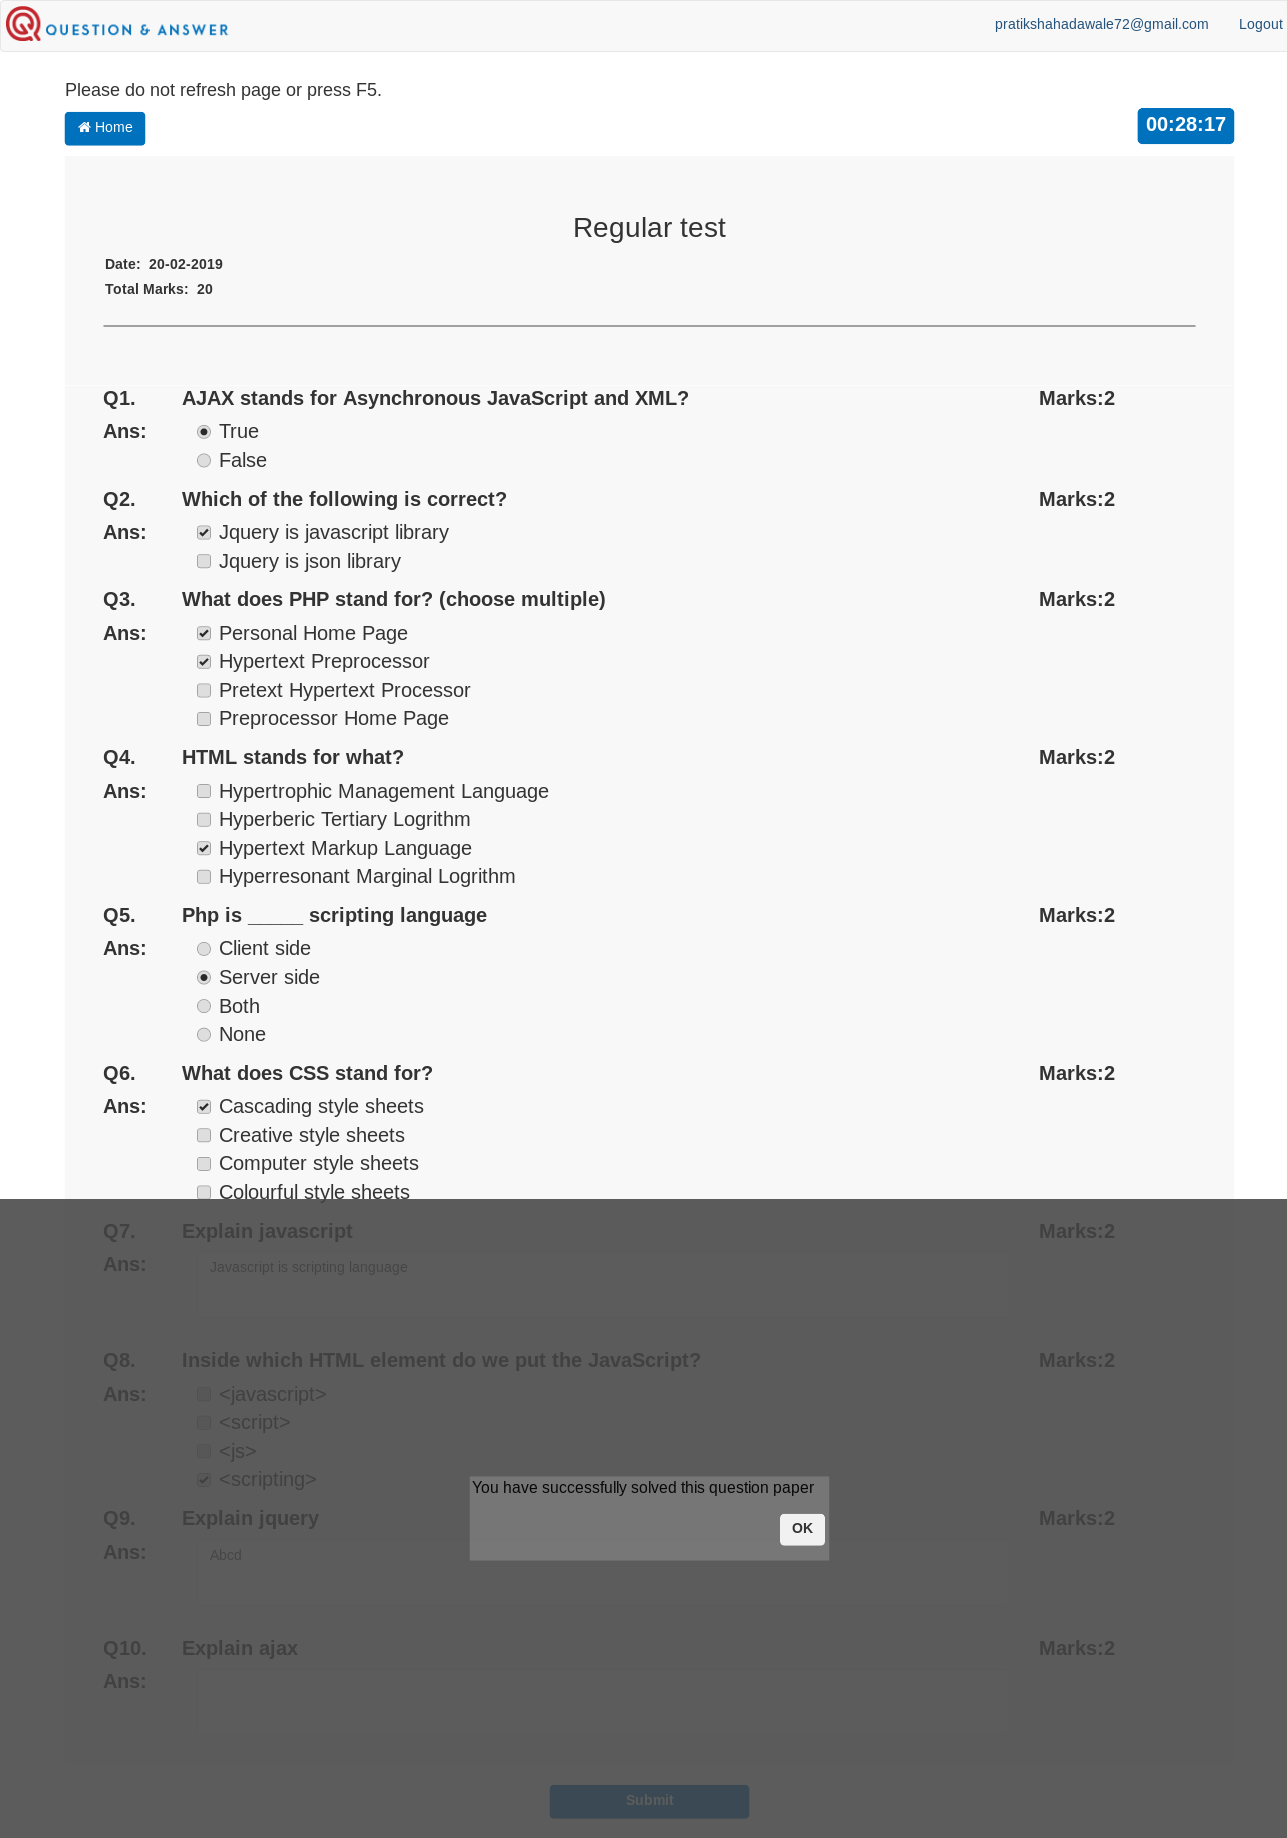 QUESTION & ANSWER
pratikshahadawale72@gmail.com Logout
Please do not refresh page or press F5.
Home 00:28:17
Regular test
Date: 20-02-2019
Total Marks: 20
Q1. AJAX stands for Asynchronous JavaScript and XML? Marks:2
Ans: True
False
Q2. Which of the following is correct? Marks:2
Ans: Jquery is javascript library
Jquery is json library
Q3. What does PHP stand for? (choose multiple) Marks:2
Ans: Personal Home Page
Hypertext Preprocessor
Pretext Hypertext Processor
Preprocessor Home Page
Q4. HTML stands for what? Marks:2
Ans: Hypertrophic Management Language
Hyperberic Tertiary Logrithm
Hypertext Markup Language
Hyperresonant Marginal Logrithm
Q5. Php is _____ scripting language Marks:2
Ans: Client side
Server side
Both
None
Q6. What does CSS stand for? Marks:2
Ans: Cascading style sheets
Creative style sheets
Computer style sheets
Colourful style sheets
Q7. Explain javascript Marks:2
Ans: Javascript is scripting language
Q8. Inside which HTML element do we put the JavaScript? Marks:2
Ans: <javascript>
<script>
<js>
<scripting>
You have successfully solved this question paper
OK
Q9. Explain jquery Marks:2
Ans: Abcd
Q10. Explain ajax Marks:2
Ans:
Submit